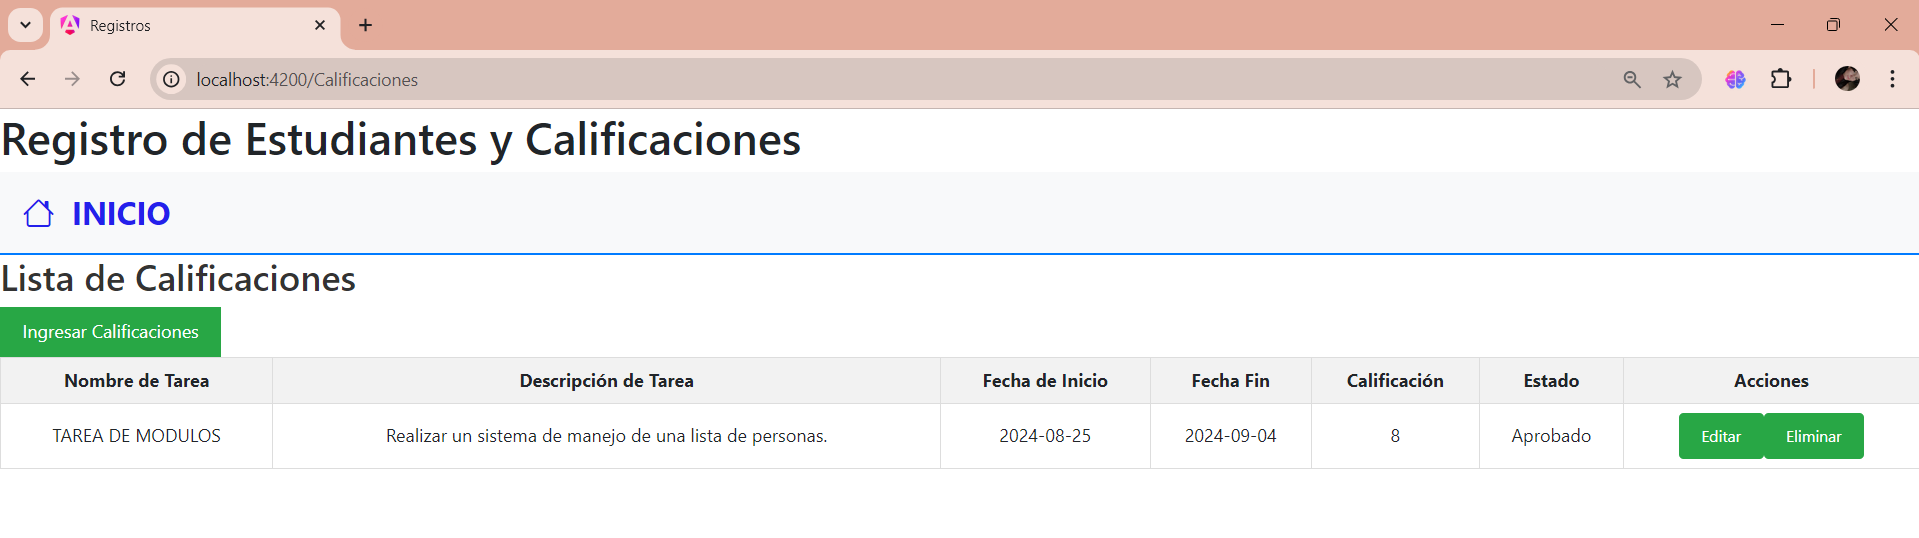 Registros
localhost:4200/Calificaciones
Registro de Estudiantes y Calificaciones
INICIO
Lista de Calificaciones
Ingresar Calificaciones
Nombre de Tarea Descripción de Tarea Fecha de Inicio Fecha Fin Calificación Estado Acciones
TAREA DE MODULOS Realizar un sistema de manejo de una lista de personas. 2024-08-25 2024-09-04 8 Aprobado Editar Eliminar